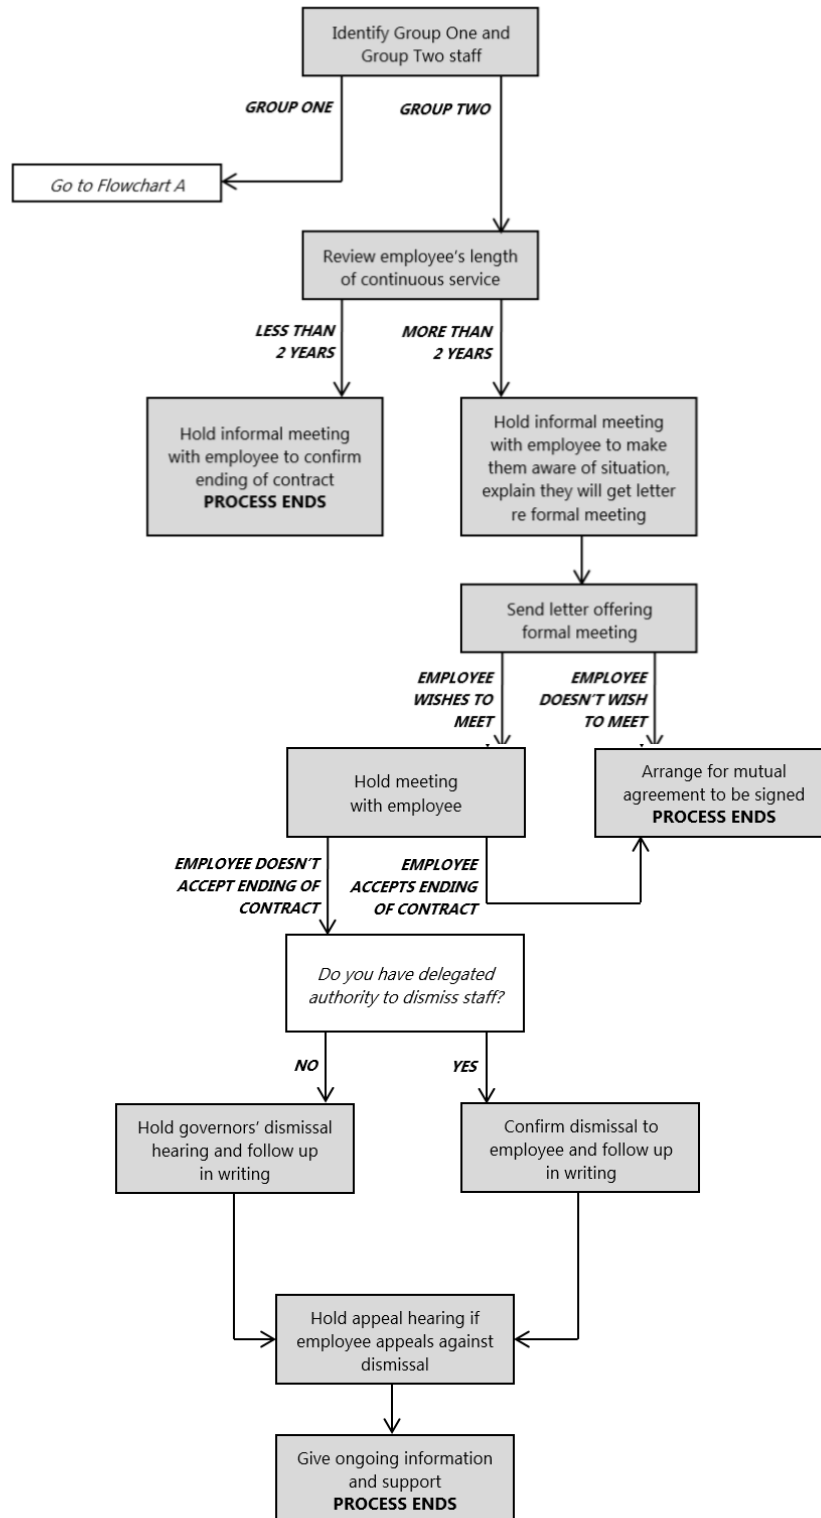 Identify Group One and
Group Two staff
GROUP ONE
GROUP TWO
Go to Flowchart A
Review employee’s length
of continuous service
LESS THAN
2 YEARS
MORE THAN
2 YEARS
Hold informal meeting
with employee to confirm
ending of contract
PROCESS ENDS
Hold informal meeting
with employee to make
them aware of situation,
explain they will get letter
re formal meeting
Send letter offering
formal meeting
EMPLOYEE
WISHES TO
MEET
EMPLOYEE
DOESN’T WISH
TO MEET
Hold meeting
with employee
Arrange for mutual
agreement to be signed
PROCESS ENDS
EMPLOYEE DOESN’T
ACCEPT ENDING OF
CONTRACT
EMPLOYEE
ACCEPTS ENDING
OF CONTRACT
Do you have delegated
authority to dismiss staff?
NO
YES
Hold governors’ dismissal
hearing and follow up
in writing
Confirm dismissal to
employee and follow up
in writing
Hold appeal hearing if
employee appeals against
dismissal
Give ongoing information
and support
PROCESS ENDS